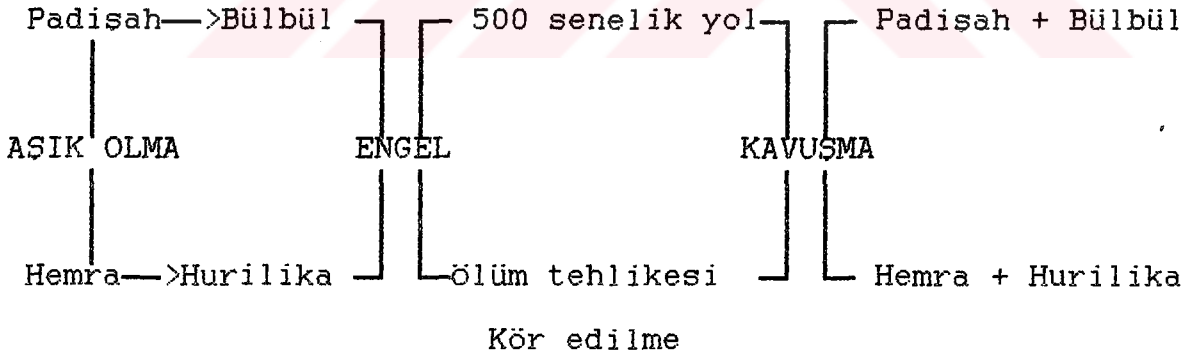 Padişah—>Bülbül 500 senelik yol Padişah + Bülbül
AŞIK OLMA ENGEL KAVUŞMA
Hemra—>Hurilika ölüm tehlikesi Hemra + Hurilika
Kör edilme